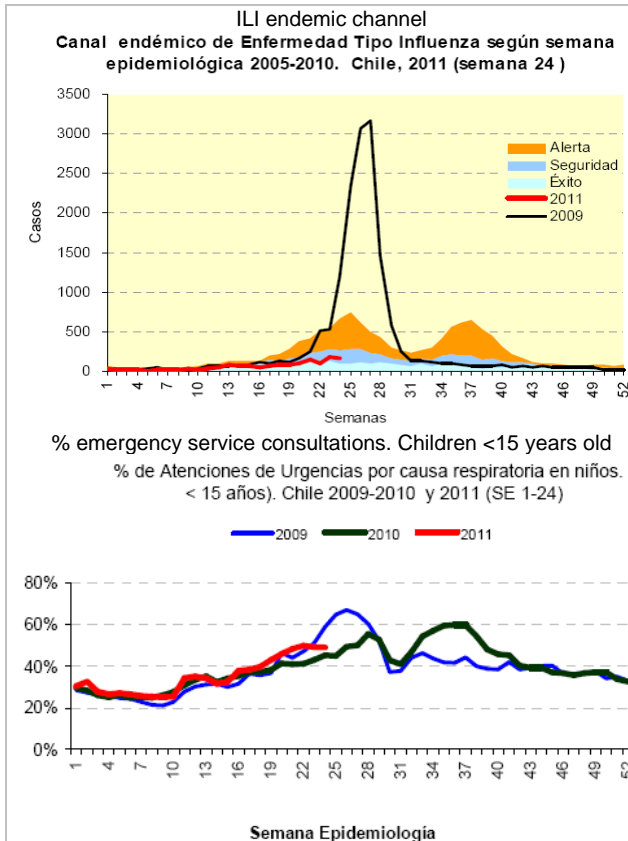 ILI endemic channel
Canal endémico de Enfermedad Tipo Influenza según semana
epidemiológica 2005-2010. Chile, 2011 (semana 24 )
3500
3000
2500
2000
1500
1000
500
0
Casos
Alerta
Seguridad
Éxito
2011
2009
1 4 7 10 13 16 19 22 25 28 31 34 37 40 43 46 49 52
Semanas
% emergency service consultations. Children <15 years old
% de Atenciones de Urgencias por causa respiratoria en niños.
< 15 años). Chile 2009-2010 y 2011 (SE 1-24)
2009 2010 2011
80%
60%
40%
20%
0%
1 4 7 10 13 16 19 22 25 28 31 34 37 40 43 46 49 52
Semana Epidemiología